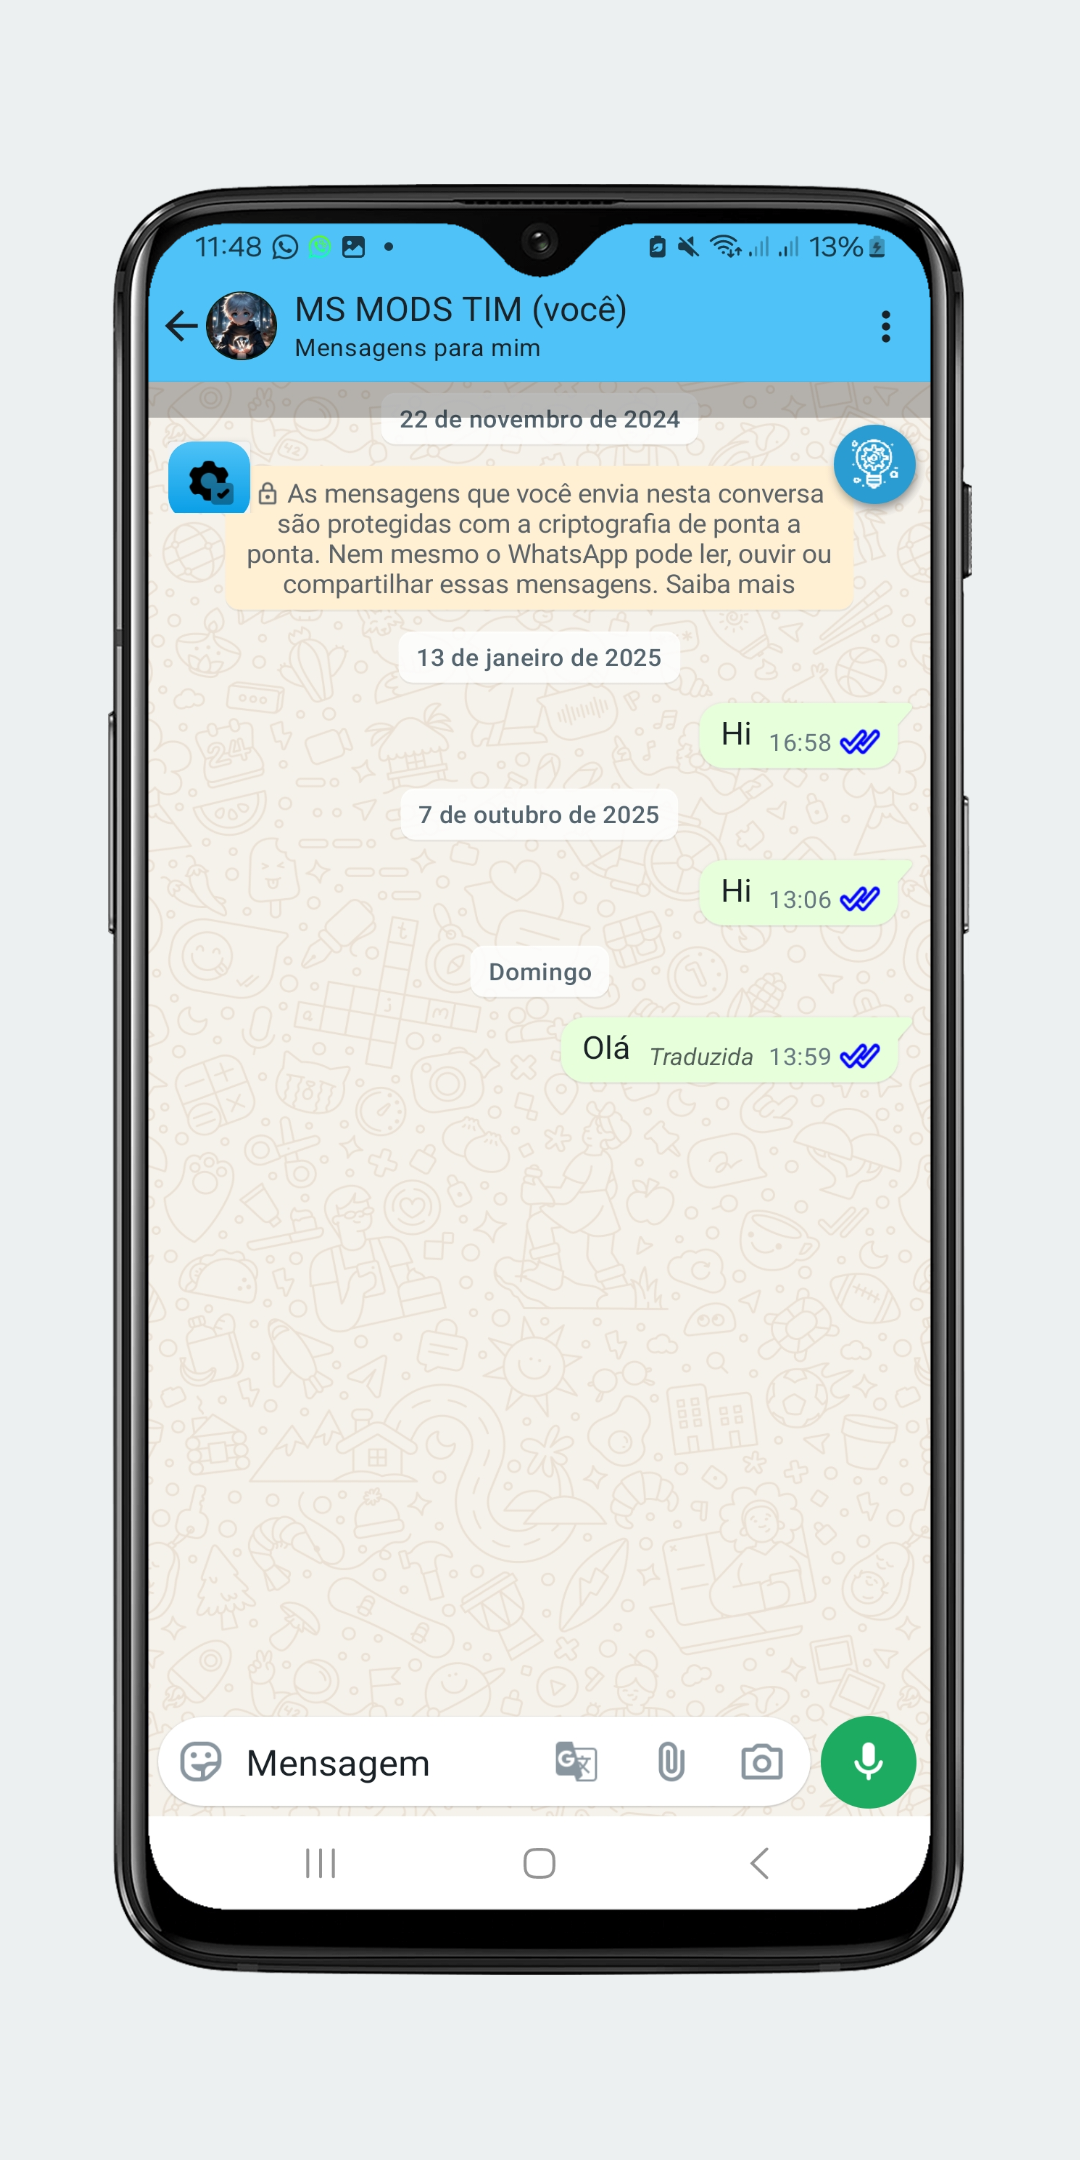 11:48
13%
MS MODS TIM (você)
Mensagens para mim
22 de novembro de 2024
As mensagens que você envia nesta conversa
são protegidas com a criptografia de ponta a
ponta. Nem mesmo o WhatsApp pode ler, ouvir ou
compartilhar essas mensagens. Saiba mais
13 de janeiro de 2025
Hi 16:58
7 de outubro de 2025
Hi 13:06
Domingo
Olá Traduzida 13:59
Mensagem